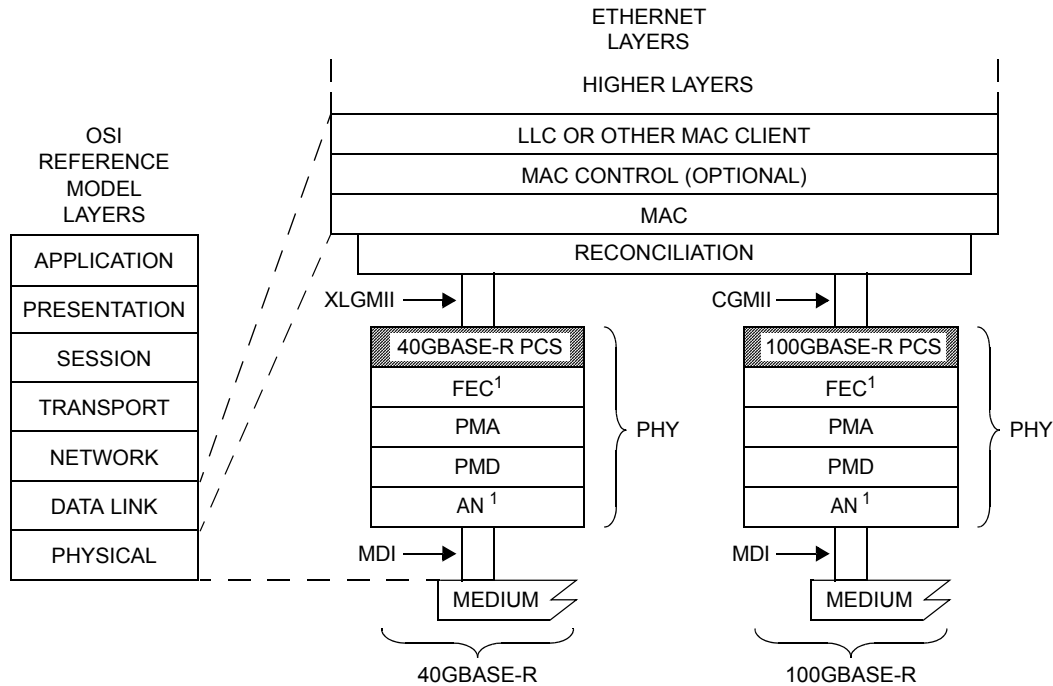 ETHERNET
LAYERS
HIGHER LAYERS
LLC OR OTHER MAC CLIENT
MAC CONTROL (OPTIONAL)
MAC
RECONCILIATION
OSI
REFERENCE
MODEL
LAYERS
APPLICATION
PRESENTATION
SESSION
TRANSPORT
NETWORK
DATA LINK
PHYSICAL
XLGMII
40GBASE-R PCS
FEC1
PMA
PMD
AN 1
PHY
MDI
MEDIUM
40GBASE-R
CGMII
100GBASE-R PCS
FEC1
PMA
PMD
AN 1
PHY
MDI
MEDIUM
100GBASE-R